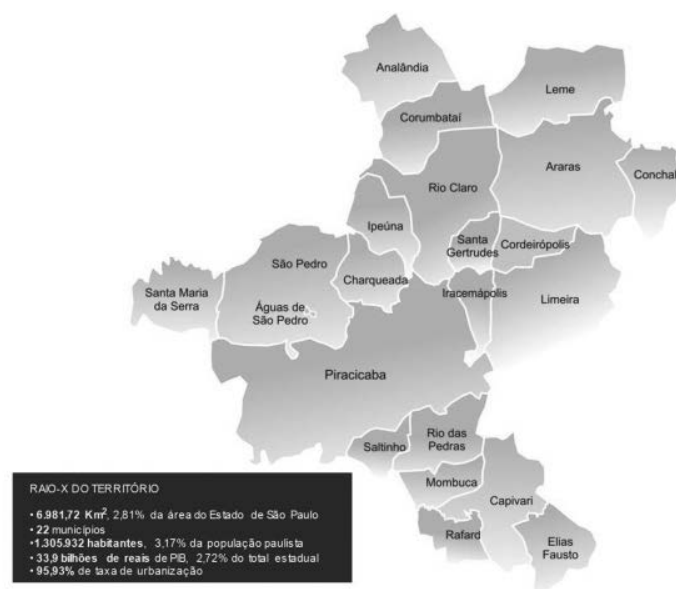 Analândia
Leme
Corumbataí
Araras
Conchal
Rio Claro
Ipeúna
Santa
Gertrudes
Cordeirópolis
São Pedro
Charqueada
Iracemápolis
Limeira
Santa Maria
da Serra
Águas de
São Pedro
Piracicaba
Saltinho
Rio das
Pedras
Mombuca
Capivari
Rafard
Elias
Fausto
RAIO-X DO TERRITÓRIO
• 6.981,72 Km², 2,81% da área do Estado de São Paulo
• 22 municípios
•1.305.932 habitantes, 3,17% da população paulista
• 33,9 bilhões de reais de PIB, 2,72% do total estadual
• 95,93% de taxa de urbanização